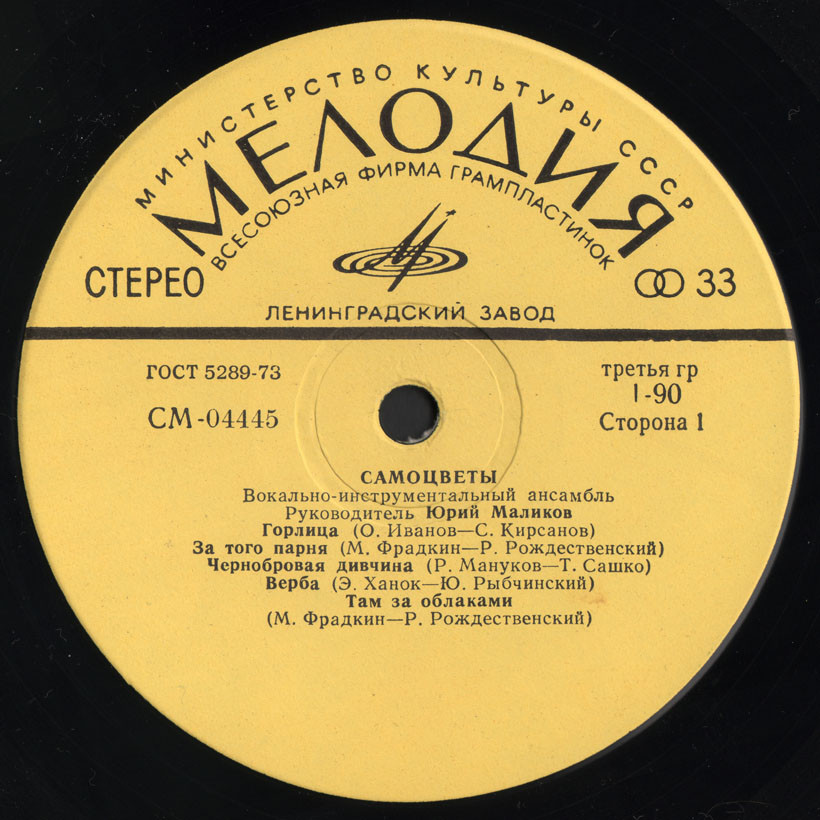 МИНИСТЕРСТВО КУЛЬТУРЫ СССР
МЕЛОДИЯ
ВСЕСОЮЗНАЯ ФИРМА ГРАМПЛАСТИНОК
СТЕРЕО
33
ЛЕНИНГРАДСКИЙ ЗАВОД
ГОСТ 5289-73
СМ-04445
третья гр
1-90
Сторона 1
САМОЦВЕТЫ
Вокально-инструментальный ансамбль
Руководитель Юрий Маликов
Горлица (О. Иванов—С. Кирсанов)
За того парня (М. Фрадкин—Р. Рождественский)
Чернобровая дивчина (Р. Мануков—Т. Сашко)
Верба (Э. Ханок—Ю. Рыбчинский)
Там за облаками
(М. Фрадкин—Р. Рождественский)